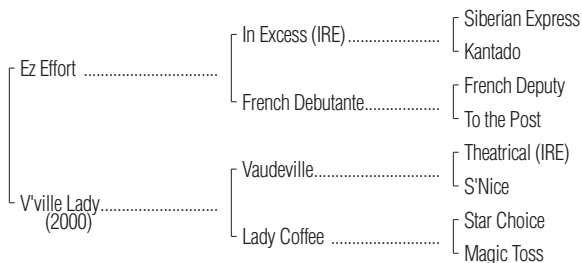 Siberian Express
In Excess (IRE)
Kantado
Ez Effort
French Deputy
French Debutante
To the Post
Theatrical (IRE)
Vaudeville
S'Nice
V'ville Lady
(2000)
Star Choice
Lady Coffee
Magic Toss